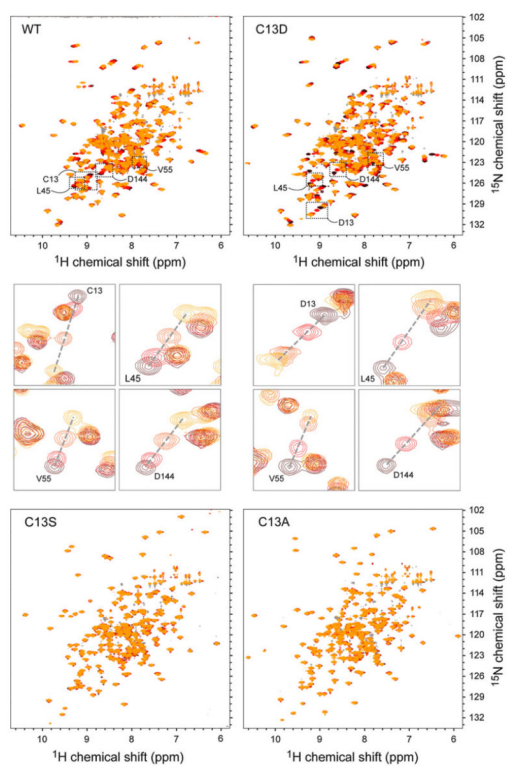 WT
C13D
C13
L45
V55
D144
L45
V55
D144
D13
102
105
108
111
114
117
120
123
126
129
132
15N chemical shift (ppm)
10 9 8 7 6
10 9 8 7 6
1H chemical shift (ppm)
1H chemical shift (ppm)
C13
L45
D13
L45
V55
D144
V55
D144
C13S
C13A
102
105
108
111
114
117
120
123
126
129
132
15N chemical shift (ppm)
10 9 8 7 6
10 9 8 7 6
1H chemical shift (ppm)
1H chemical shift (ppm)